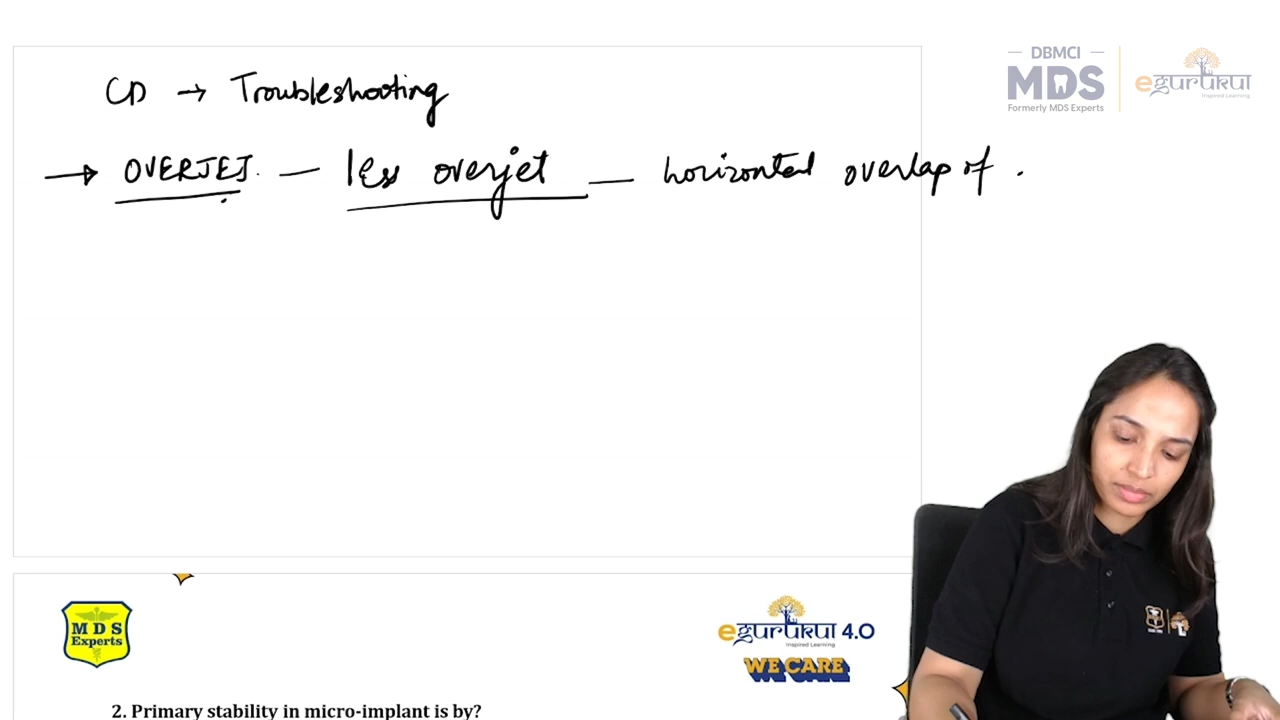 CD → Troubleshooting
→ OVERJET. — less overjet — horizontal overlap of .
DBMCI
MDS
Formerly MDS Experts
egurukul
Inspired Learning
MDS
Experts
egurukul 4.0
Inspired Learning
WE CARE
2. Primary stability in micro-implant is by?